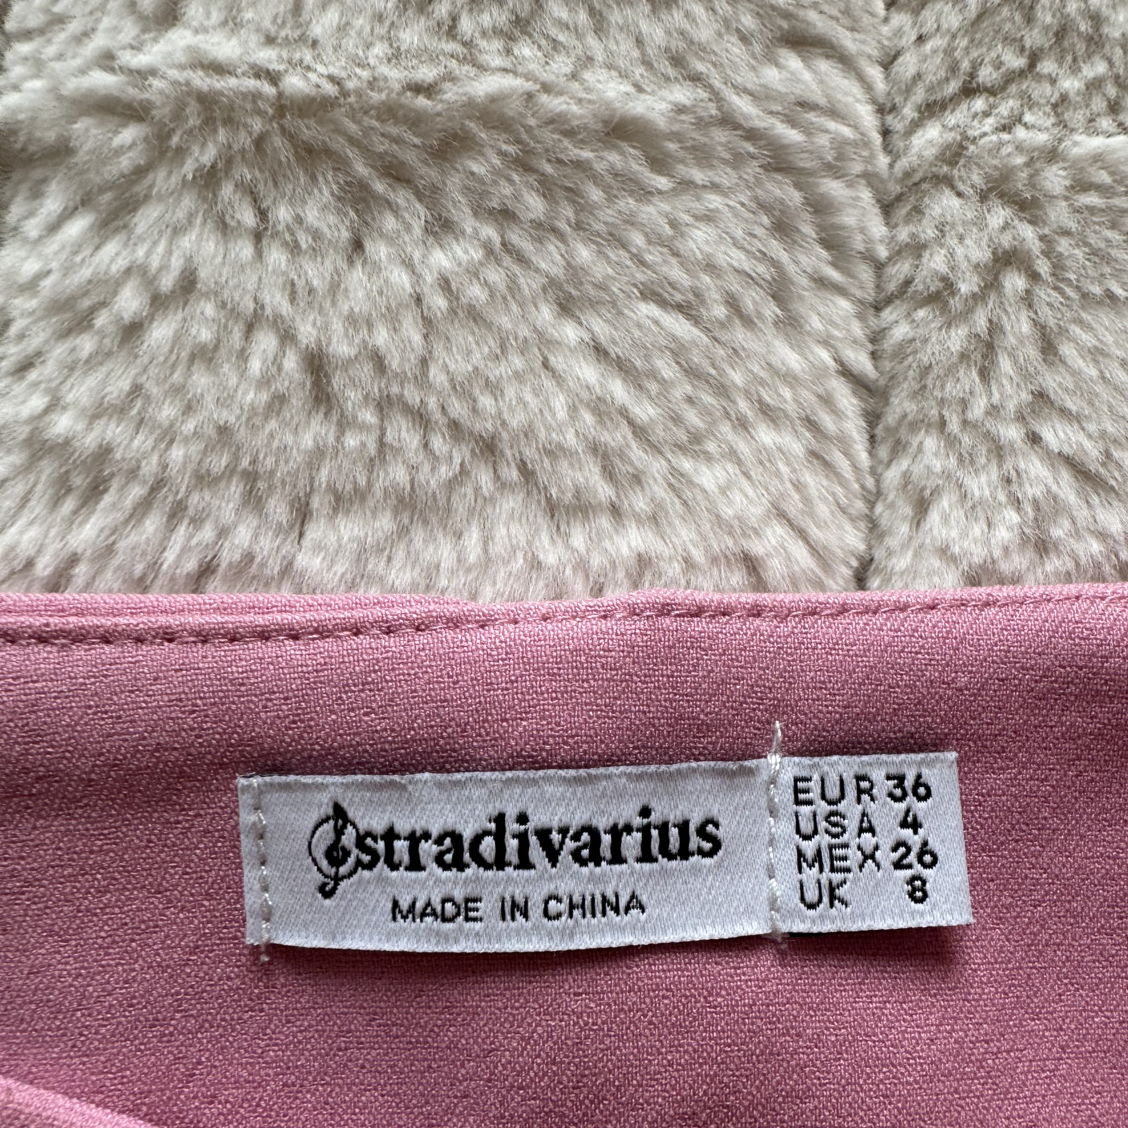 stradivarius
MADE IN CHINA
EUR 36
USA 4
MEX 26
UK 8